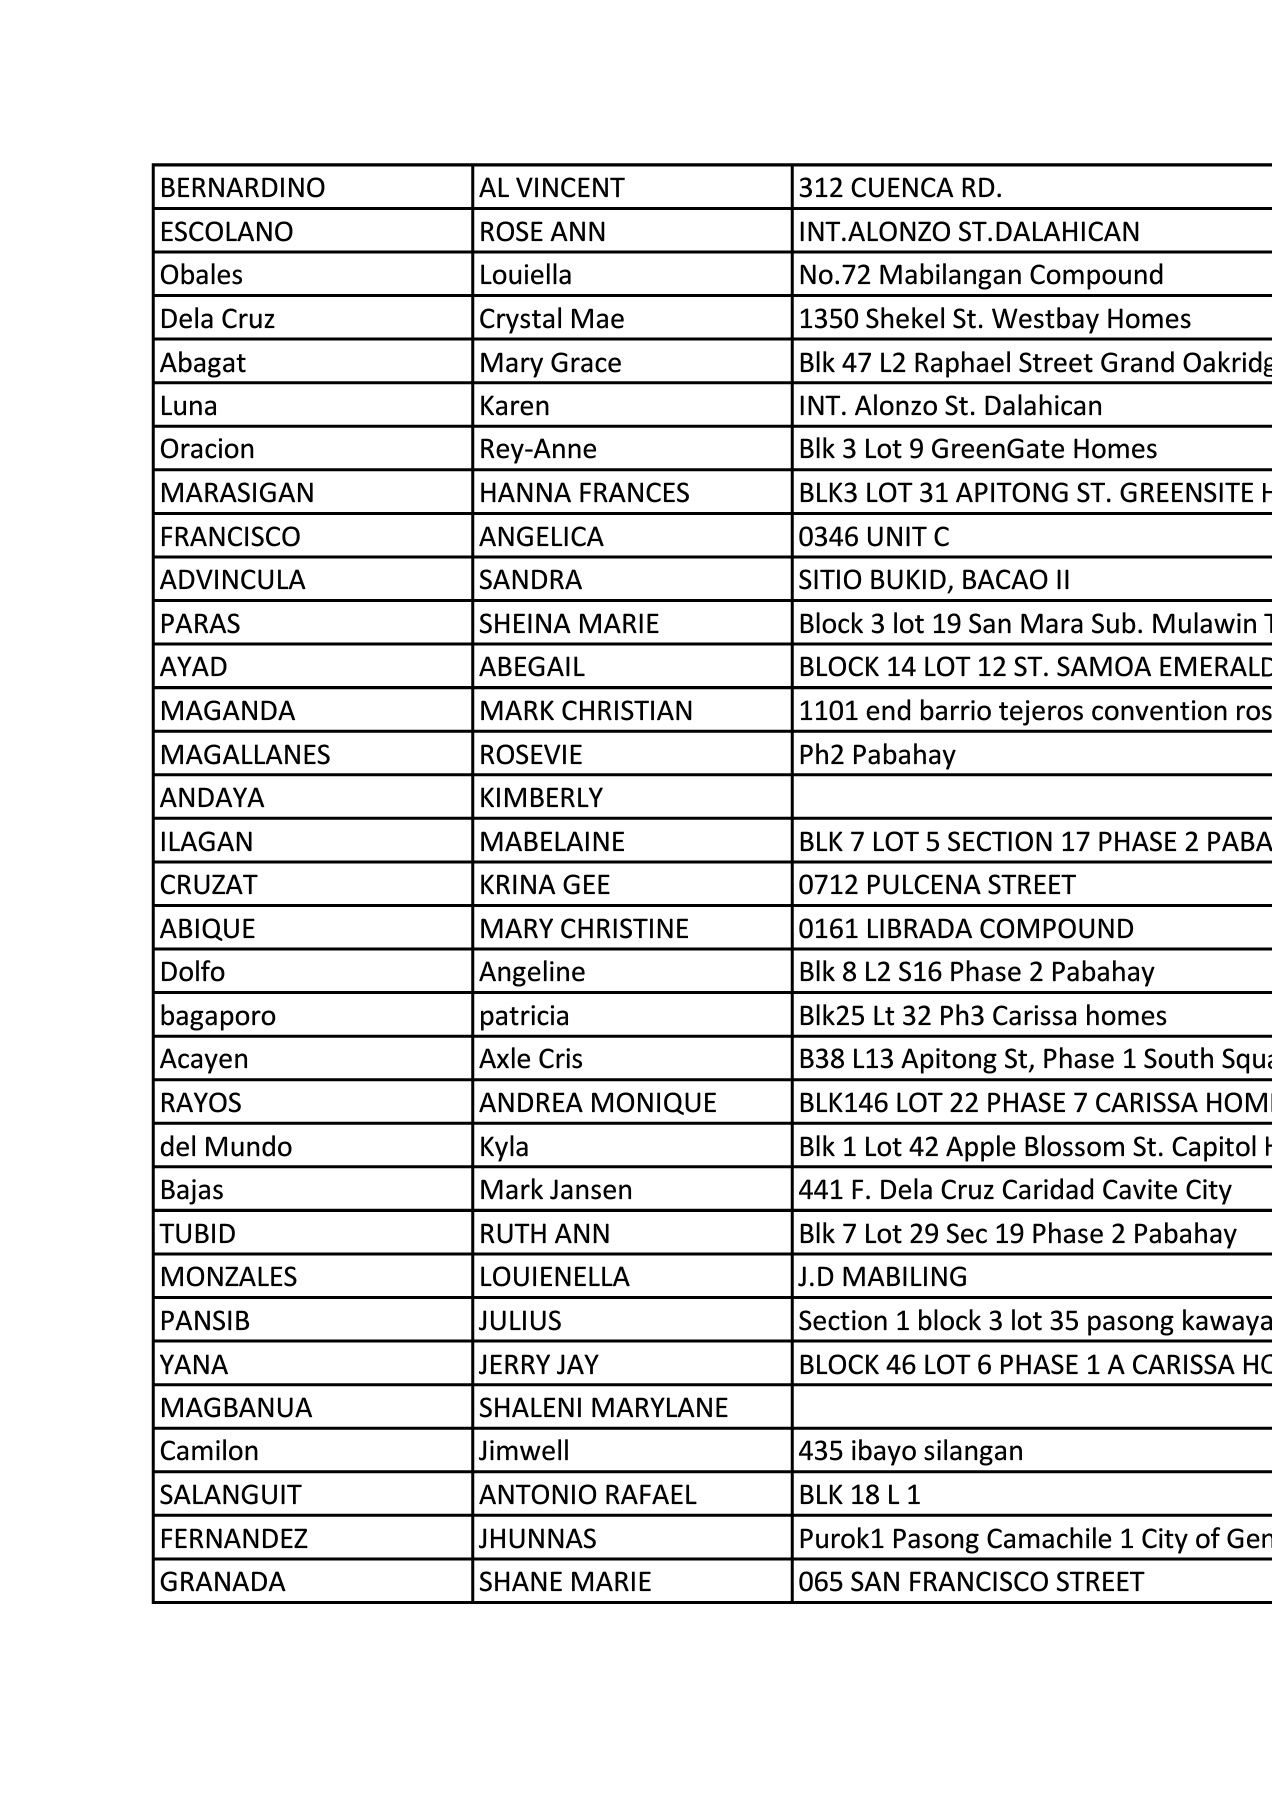 BERNARDINO AL VINCENT 312 CUENCA RD.
ESCOLANO ROSE ANN INT.ALONZO ST.DALAHICAN
Obales Louiella No.72 Mabilangan Compound
Dela Cruz Crystal Mae 1350 Shekel St. Westbay Homes
Abagat Mary Grace Blk 47 L2 Raphael Street Grand Oakridg
Luna Karen INT. Alonzo St. Dalahican
Oracion Rey-Anne Blk 3 Lot 9 GreenGate Homes
MARASIGAN HANNA FRANCES BLK3 LOT 31 APITONG ST. GREENSITE H
FRANCISCO ANGELICA 0346 UNIT C
ADVINCULA SANDRA SITIO BUKID, BACAO II
PARAS SHEINA MARIE Block 3 lot 19 San Mara Sub. Mulawin T
AYAD ABEGAIL BLOCK 14 LOT 12 ST. SAMOA EMERALD
MAGANDA MARK CHRISTIAN 1101 end barrio tejeros convention ros
MAGALLANES ROSEVIE Ph2 Pabahay
ANDAYA KIMBERLY
ILAGAN MABELAINE BLK 7 LOT 5 SECTION 17 PHASE 2 PABA
CRUZAT KRINA GEE 0712 PULCENA STREET
ABIQUE MARY CHRISTINE 0161 LIBRADA COMPOUND
Dolfo Angeline Blk 8 L2 S16 Phase 2 Pabahay
bagaporo patricia Blk25 Lt 32 Ph3 Carissa homes
Acayen Axle Cris B38 L13 Apitong St, Phase 1 South Squa
RAYOS ANDREA MONIQUE BLK146 LOT 22 PHASE 7 CARISSA HOM
del Mundo Kyla Blk 1 Lot 42 Apple Blossom St. Capitol H
Bajas Mark Jansen 441 F. Dela Cruz Caridad Cavite City
TUBID RUTH ANN Blk 7 Lot 29 Sec 19 Phase 2 Pabahay
MONZALES LOUIENELLA J.D MABILING
PANSIB JULIUS Section 1 block 3 lot 35 pasong kawaya
YANA JERRY JAY BLOCK 46 LOT 6 PHASE 1 A CARISSA HO
MAGBANUA SHALENI MARYLANE
Camilon Jimwell 435 ibayo silangan
SALANGUIT ANTONIO RAFAEL BLK 18 L 1
FERNANDEZ JHUNNAS Purok1 Pasong Camachile 1 City of Gen
GRANADA SHANE MARIE 065 SAN FRANCISCO STREET